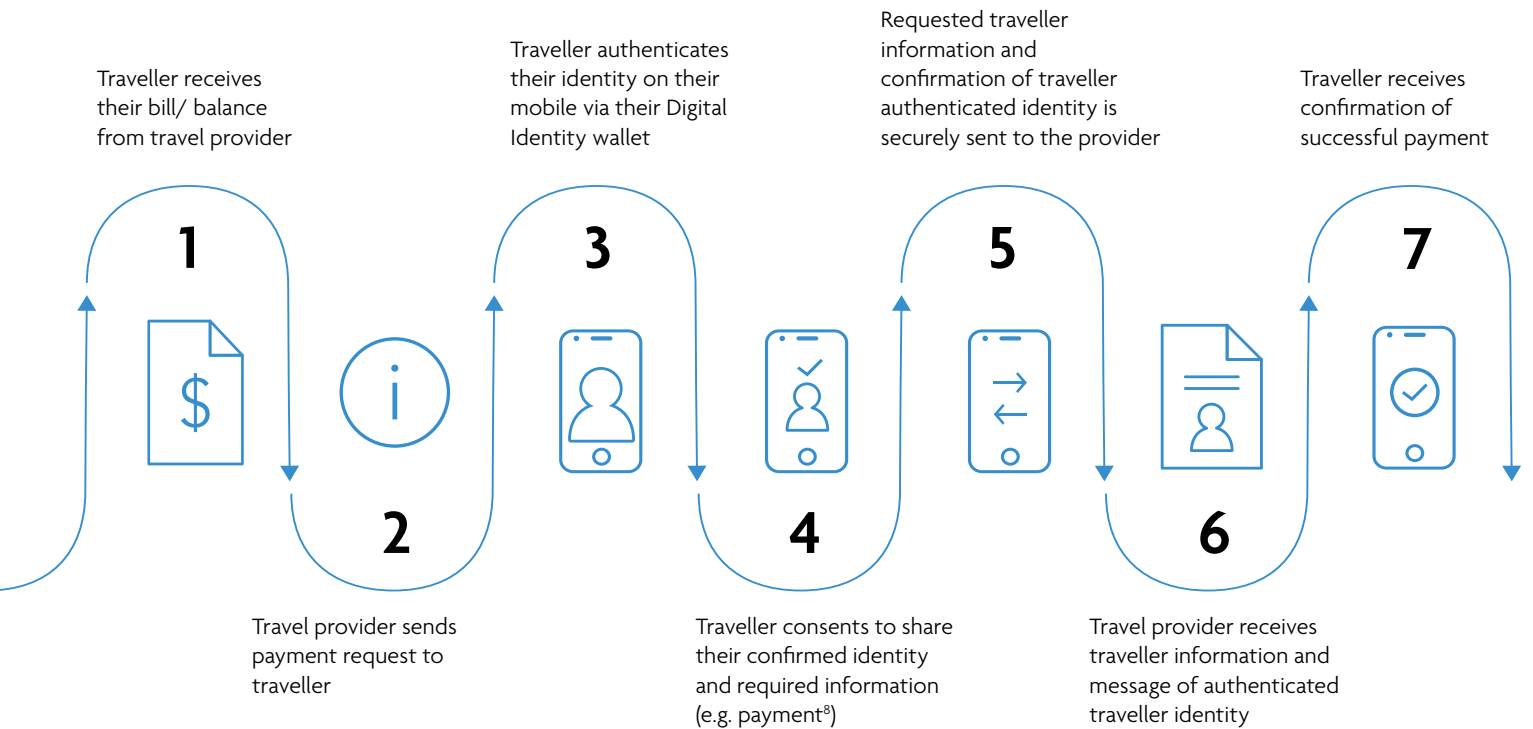 Traveller receives
their bill/ balance
from travel provider
1
$
i
2
Travel provider sends
payment request to
traveller
Traveller authenticates
their identity on their
mobile via their Digital
Identity wallet
3
4
Traveller consents to share
their confirmed identity
and required information
(e.g. payment⁸)
Requested traveller
information and
confirmation of traveller
authenticated identity is
securely sent to the provider
5
6
Travel provider receives
traveller information and
message of authenticated
traveller identity
Traveller receives
confirmation of
successful payment
7